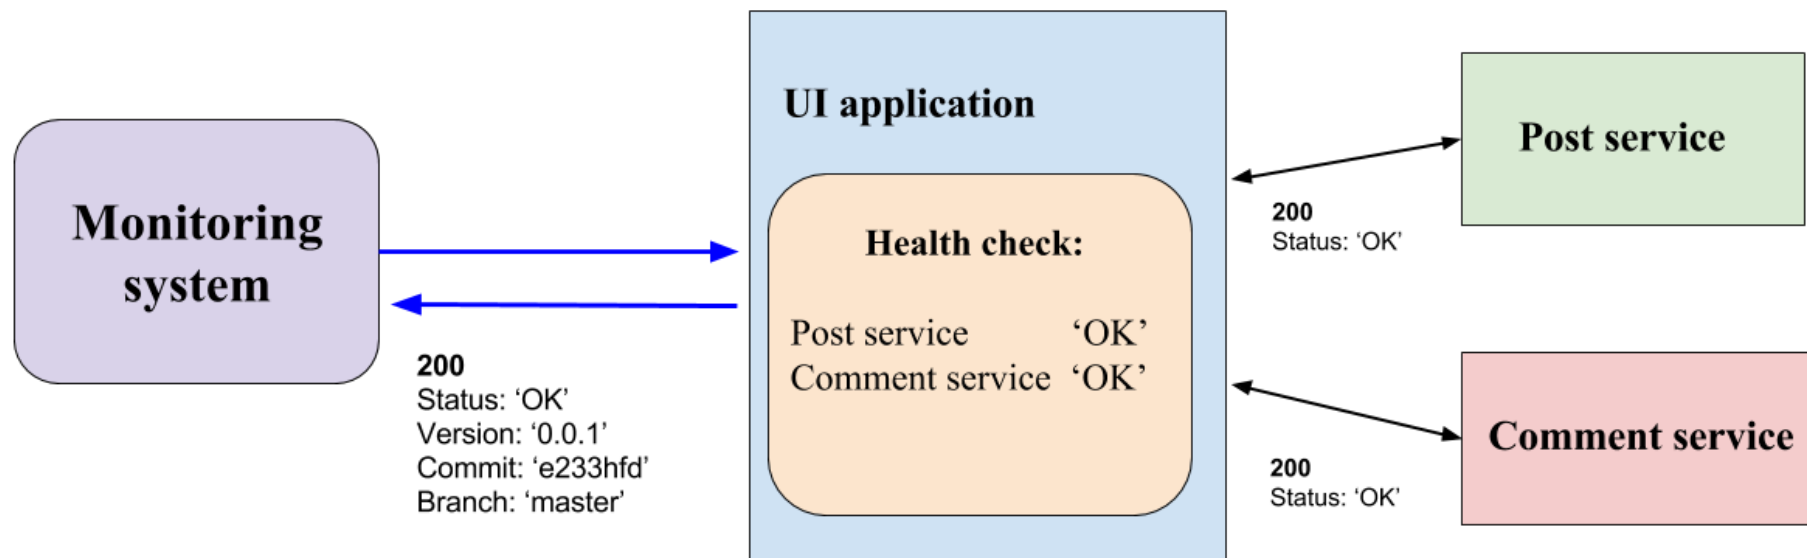 Monitoring
system
200
Status: ‘OK’
Version: ‘0.0.1’
Commit: ‘e233hfd’
Branch: ‘master’
UI application
Health check:
Post service ‘OK’
Comment service ‘OK’
200
Status: ‘OK’
Post service
200
Status: ‘OK’
Comment service